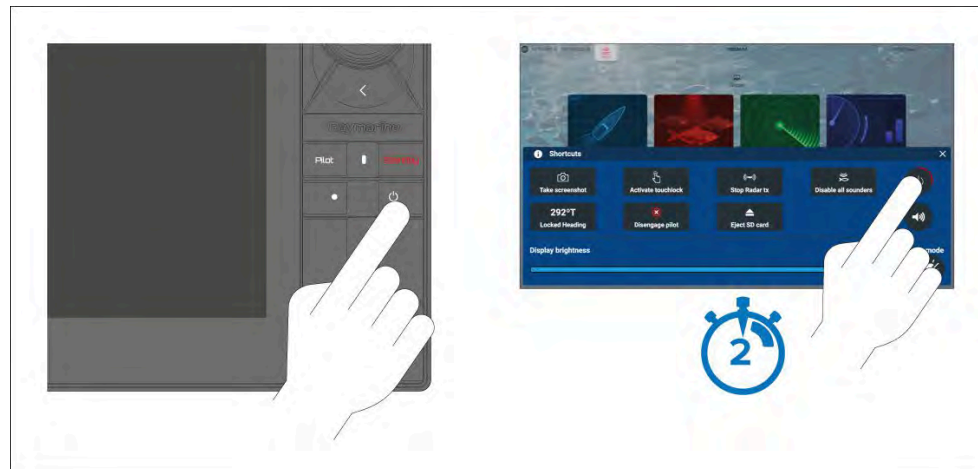 Raymarine
Pilot
Standby
Shortcuts
Take screenshot
Activate touchlock
Stop Radar tx
Disable all sounders
292°T
Locked Heading
Disengage pilot
Eject SD card
Display brightness
mode
2